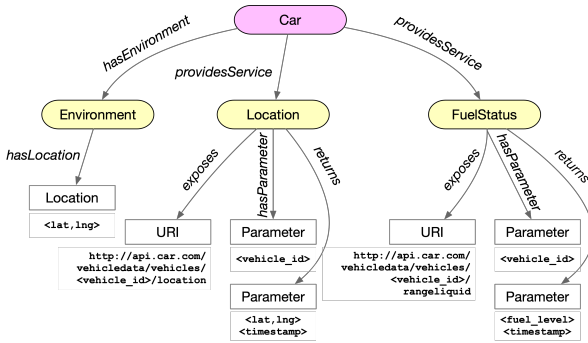 Car
hasEnvironment
providesService
providesService
Environment
Location
FuelStatus
hasLocation
exposes
hasParameter
returns
exposes
hasParameter
returns
Location
<lat,lng>
URI
http://api.car.com/
vehicledata/vehicles/
<vehicle_id>/location
Parameter
<vehicle_id>
Parameter
<lat,lng>
<timestamp>
URI
http://api.car.com/
vehicledata/vehicles/
<vehicle_id>/
rangeliquid
Parameter
<vehicle_id>
Parameter
<fuel_level>
<timestamp>